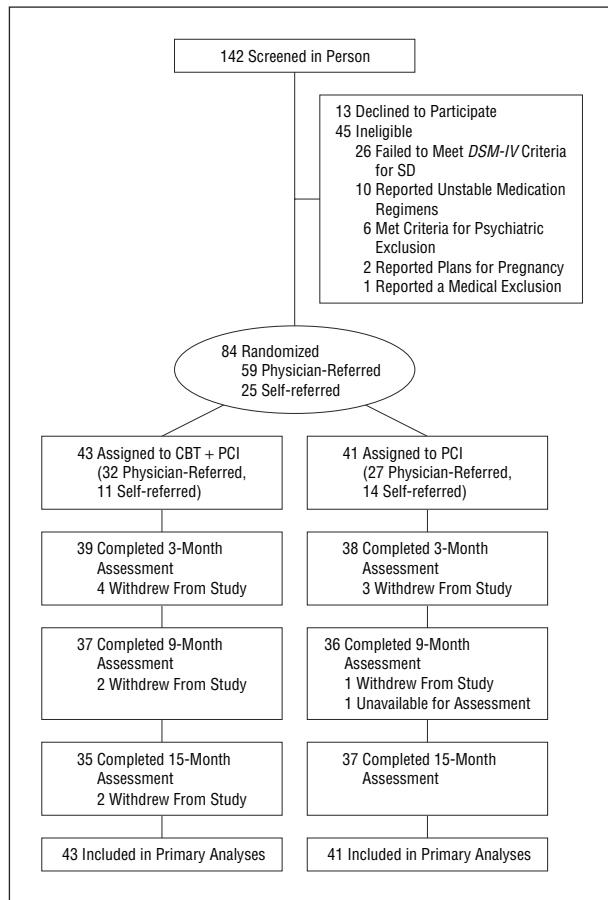 142 Screened in Person
13 Declined to Participate
45 Ineligible
26 Failed to Meet DSM-IV Criteria
for SD
10 Reported Unstable Medication
Regimens
6 Met Criteria for Psychiatric
Exclusion
2 Reported Plans for Pregnancy
1 Reported a Medical Exclusion
84 Randomized
59 Physician-Referred
25 Self-referred
43 Assigned to CBT + PCI
(32 Physician-Referred,
11 Self-referred)
41 Assigned to PCI
(27 Physician-Referred,
14 Self-referred)
39 Completed 3-Month
Assessment
4 Withdrew From Study
38 Completed 3-Month
Assessment
3 Withdrew From Study
37 Completed 9-Month
Assessment
2 Withdrew From Study
36 Completed 9-Month
Assessment
1 Withdrew From Study
1 Unavailable for Assessment
35 Completed 15-Month
Assessment
2 Withdrew From Study
37 Completed 15-Month
Assessment
43 Included in Primary Analyses
41 Included in Primary Analyses